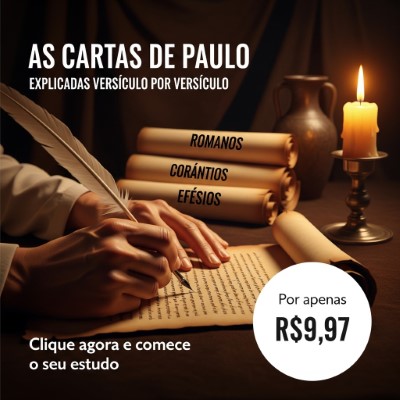 AS CARTAS DE PAULO
EXPLICADAS VERSÍCULO POR VERSÍCULO
ROMANOS
CORÁNTIOS
EFÉSIOS
Por apenas
R$9,97
Clique agora e comece
o seu estudo